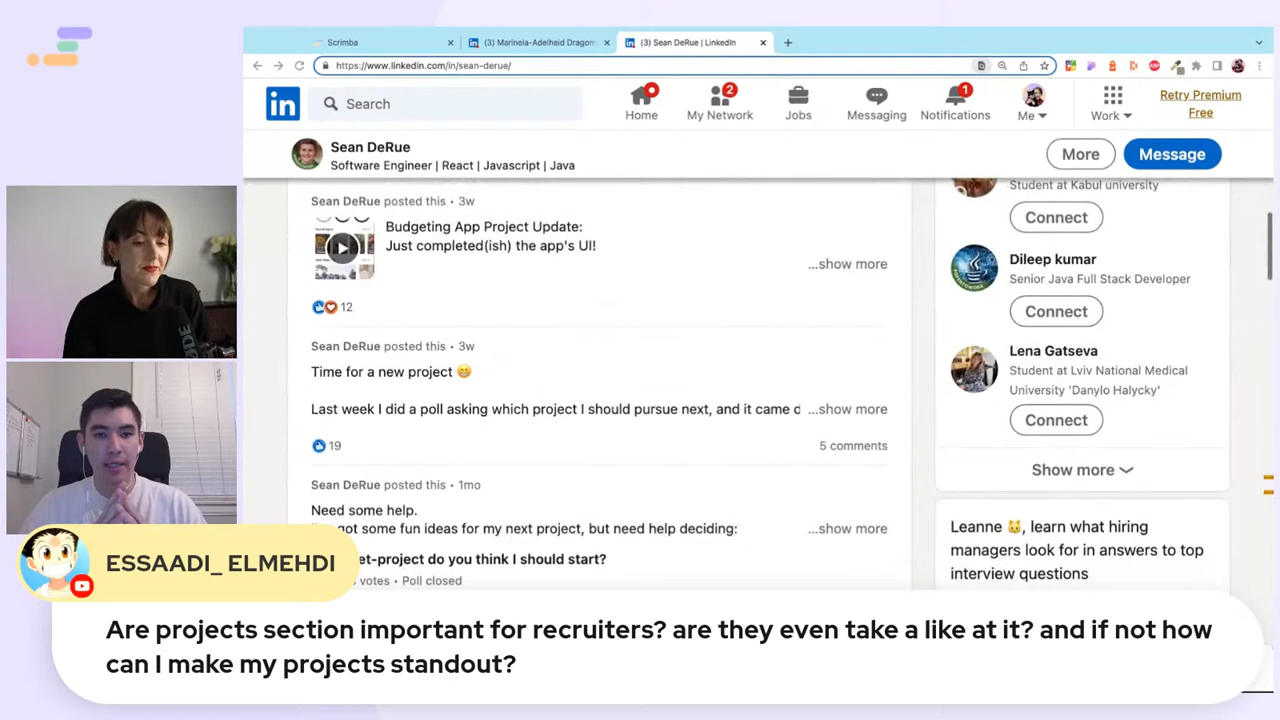 Scrimba
(3) Marinela-Adelheid Dragom
(3) Sean DeRue | LinkedIn
https://www.linkedin.com/in/sean-derue/
in
Search
Home
2
My Network
Jobs
Messaging
1
Notifications
Me
Work
Retry Premium
Free
Sean DeRue
Software Engineer | React | Javascript | Java
More
Message
Sean DeRue posted this • 3w
Budgeting App Project Update:
Just completed(ish) the app's UI!
...show more
12
Sean DeRue posted this • 3w
Time for a new project
Last week I did a poll asking which project I should pursue next, and it came
...show more
19
5 comments
Sean DeRue posted this • 1mo
Need some help.
got some fun ideas for my next project, but need help deciding:
...show more
et-project do you think I should start?
votes • Poll closed
Student at Kabul university
Connect
Dileep kumar
Senior Java Full Stack Developer
Connect
Lena Gatseva
Student at Lviv National Medical
University 'Danylo Halycky'
Connect
Show more
Leanne 🐱, learn what hiring
managers look for in answers to top
interview questions
ESSAADI_ ELMEHDI
Are projects section important for recruiters? are they even take a like at it? and if not how
can I make my projects standout?